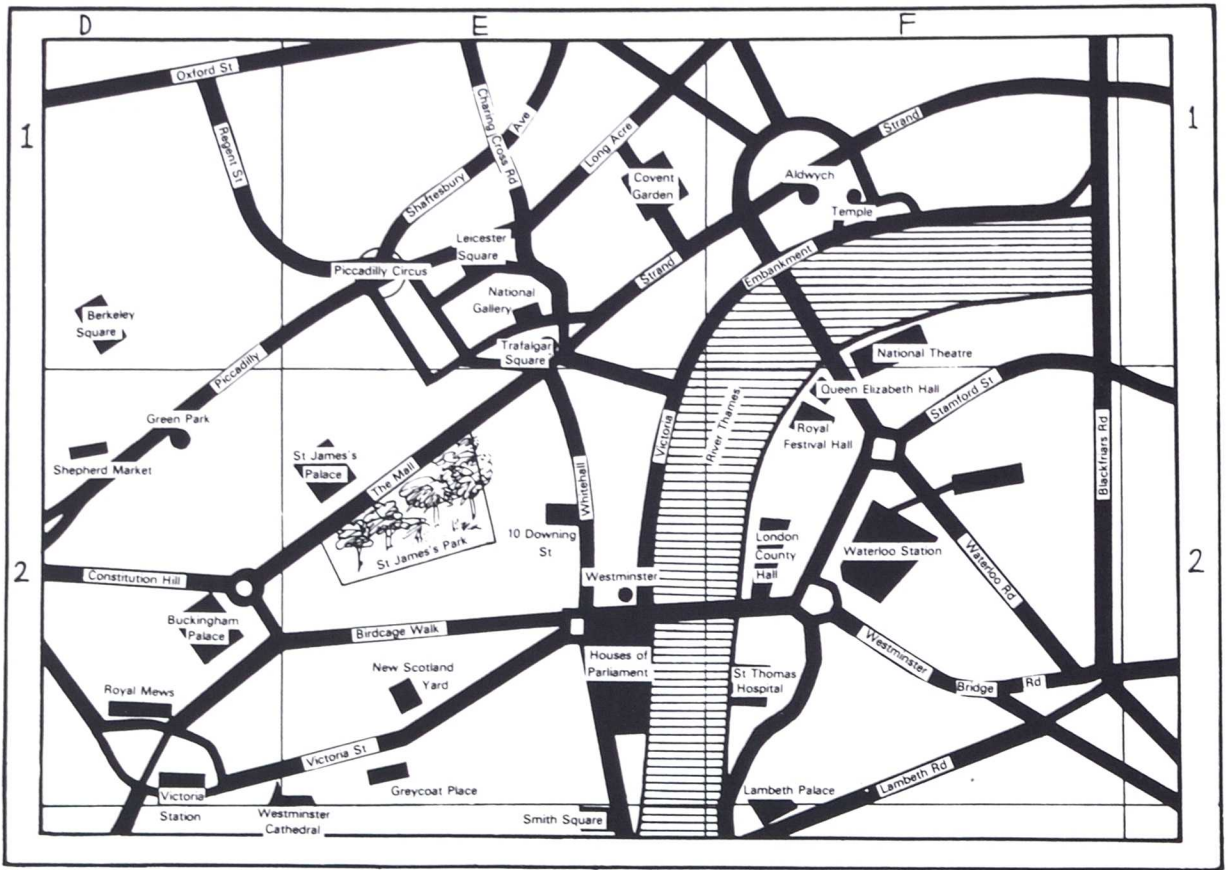 D
E
F
1
1
Oxford St
Regent St
Charing Cross Rd
Shaftesbury Ave
Long Acre
Covent
Garden
Strand
Aldwych
Temple
Leicester
Square
Piccadilly Circus
Strand
Embankment
National
Gallery
Berkeley
Square
Trafalgar
Square
National Theatre
Piccadilly
Queen Elizabeth Hall
Stamford St
Green Park
Royal
Festival Hall
Victoria
River Thames
Blackfriars Rd
Shepherd Market
St James's
Palace
The Mall
Whitehall
St James's Park
10 Downing
St
London
County
Hall
Waterloo Station
Waterloo Rd
2
2
Constitution Hill
Westminster
Buckingham
Palace
Birdcage Walk
Westminster
Bridge
Rd
Houses of
Parliament
New Scotland
Yard
St Thomas
Hospital
Royal Mews
Victoria St
Lambeth Rd
Greycoat Place
Lambeth Palace
Victoria
Station
Westminster
Cathedral
Smith Square